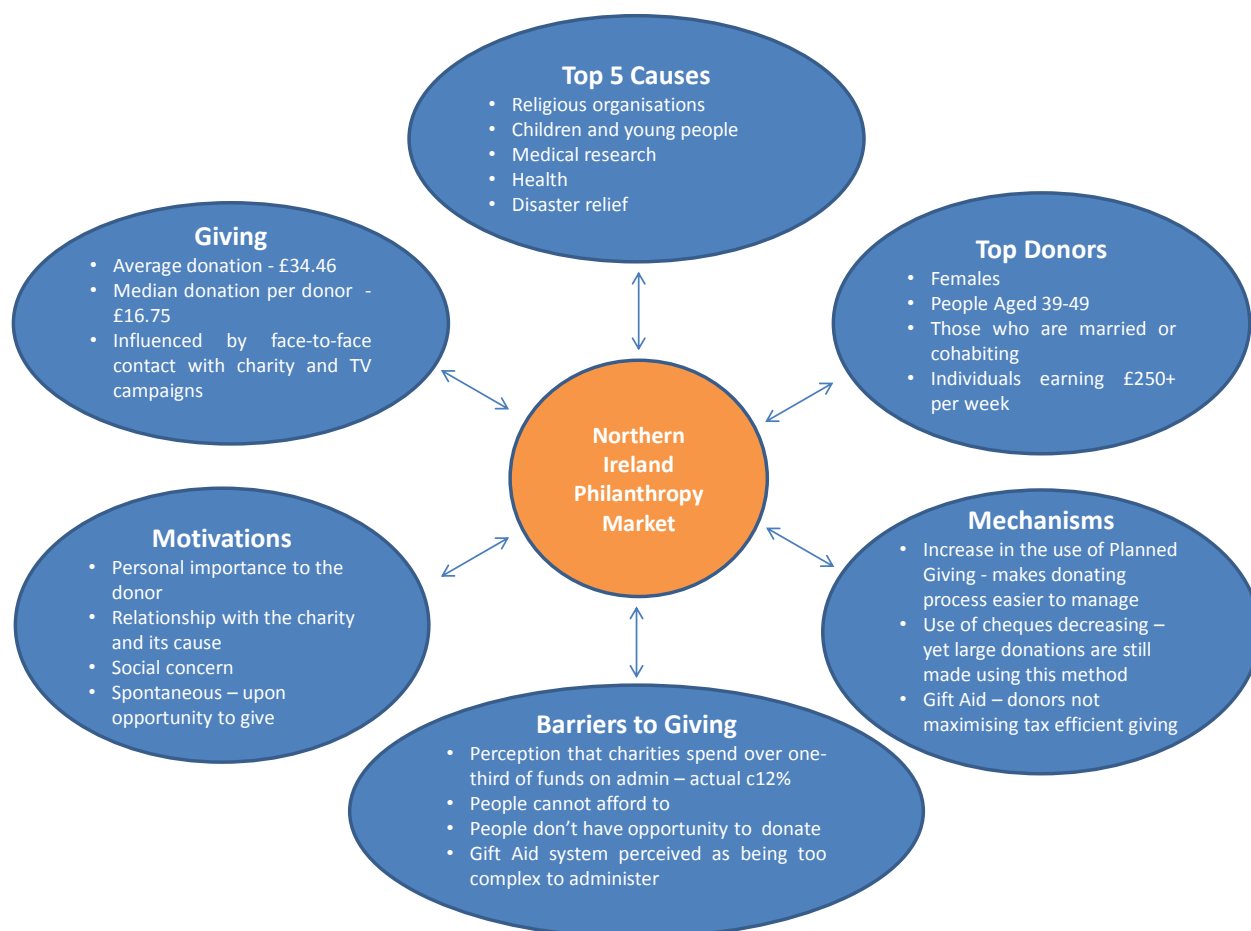 Top 5 Causes
• Religious organisations
• Children and young people
• Medical research
• Health
• Disaster relief
Giving
• Average donation - £34.46
• Median donation per donor -
£16.75
• Influenced by face-to-face
contact with charity and TV
campaigns
Top Donors
• Females
• People Aged 39-49
• Those who are married or
cohabiting
• Individuals earning £250+
per week
Northern
Ireland
Philanthropy
Market
Motivations
• Personal importance to the
donor
• Relationship with the charity
and its cause
• Social concern
• Spontaneous – upon
opportunity to give
Mechanisms
• Increase in the use of Planned
Giving - makes donating
process easier to manage
• Use of cheques decreasing –
yet large donations are still
made using this method
• Gift Aid – donors not
maximising tax efficient giving
Barriers to Giving
• Perception that charities spend over one-
third of funds on admin – actual c12%
• People cannot afford to
• People don't have opportunity to donate
• Gift Aid system perceived as being too
complex to administer